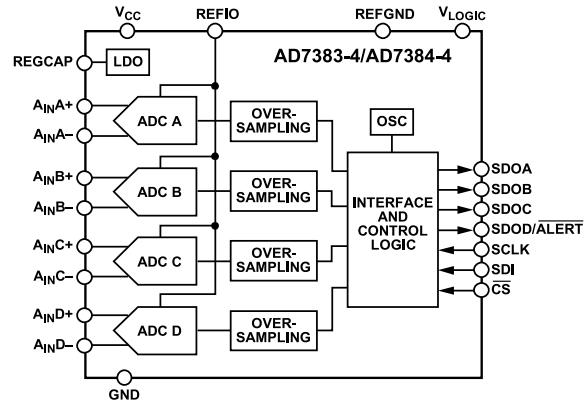 VCC
REFIO
REFGND
VLOGIC
REGCAP
LDO
AD7383-4/AD7384-4
AINA+
AINA–
ADC A
OVER-
SAMPLING
OSC
AINB+
AINB–
ADC B
OVER-
SAMPLING
INTERFACE
AND
CONTROL
LOGIC
SDOA
SDOB
SDOC
SDOD/ALERT
SCLK
SDI
CS
AINC+
AINC–
ADC C
OVER-
SAMPLING
AIND+
AIND–
ADC D
OVER-
SAMPLING
GND